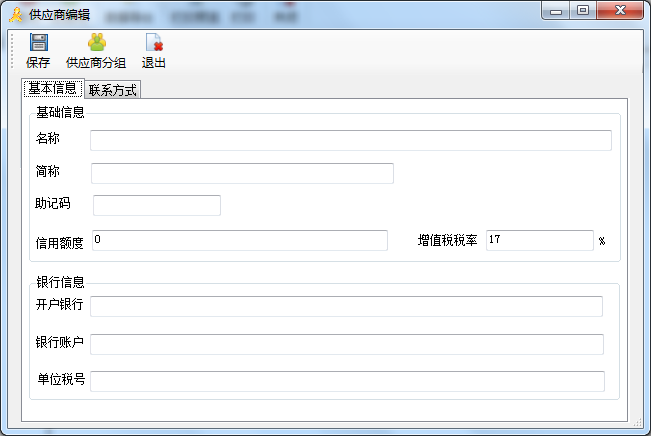 供应商编辑
保存 供应商分组 退出
基本信息 联系方式
基础信息
名称
简称
助记码
信用额度 0 增值税税率 17 %
银行信息
开户银行
银行账户
单位税号